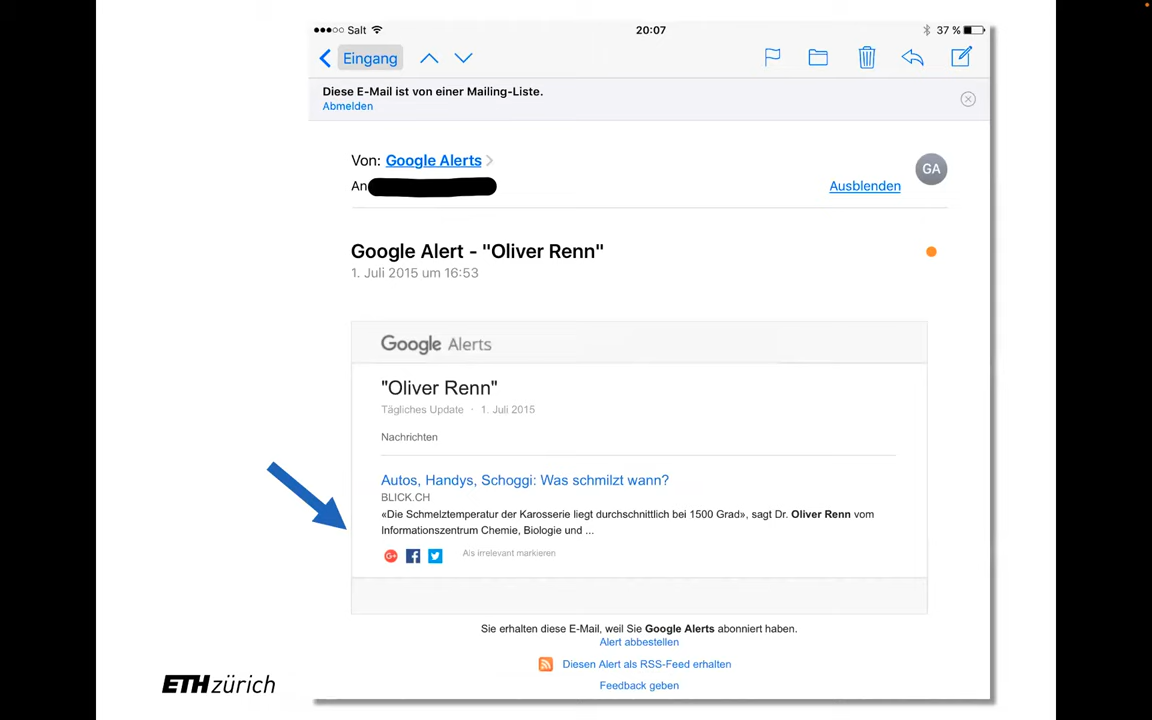 Salt 20:07 37 %
Eingang
Diese E-Mail ist von einer Mailing-Liste.
Abmelden
Von: Google Alerts
GA
An
Ausblenden
Google Alert - "Oliver Renn"
1. Juli 2015 um 16:53
Google Alerts
"Oliver Renn"
Tägliches Update · 1. Juli 2015
Nachrichten
Autos, Handys, Schoggi: Was schmilzt wann?
BLICK.CH
«Die Schmelztemperatur der Karosserie liegt durchschnittlich bei 1500 Grad», sagt Dr. Oliver Renn vom
Informationszentrum Chemie, Biologie und ...
Als irrelevant markieren
Sie erhalten diese E-Mail, weil Sie Google Alerts abonniert haben.
Alert abbestellen
Diesen Alert als RSS-Feed erhalten
Feedback geben
ETH zürich